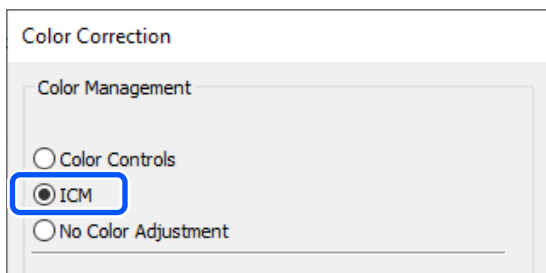 Color Correction
Color Management
Color Controls
ICM
No Color Adjustment